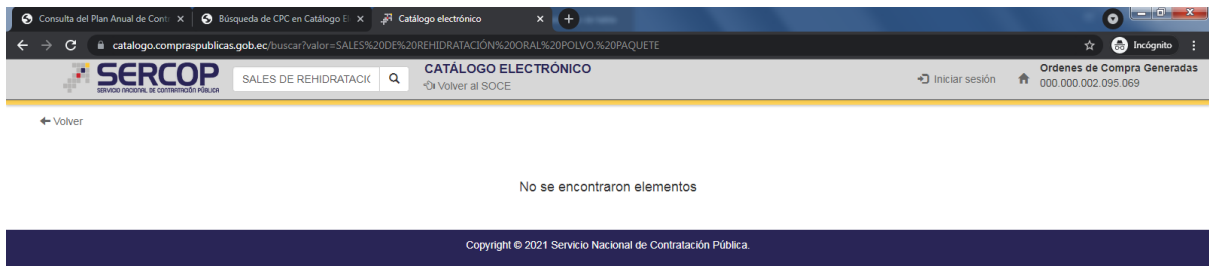 Consulta del Plan Anual de Cont
Búsqueda de CPC en Catálogo El
Catálogo electrónico
catalogo.compraspublicas.gob.ec/buscar?valor=SALES%20DE%20REHIDRATACIÓN%20ORAL%20POLVO.%20PAQUETE
Incógnito
SERCOP
SERVICIO NACIONAL DE CONTRATACIÓN PÚBLICA
SALES DE REHIDRATACI
CATÁLOGO ELECTRÓNICO
Volver al SOCE
Iniciar sesión
Ordenes de Compra Generadas
000.000.002.095.069
Volver
No se encontraron elementos
Copyright © 2021 Servicio Nacional de Contratación Pública.